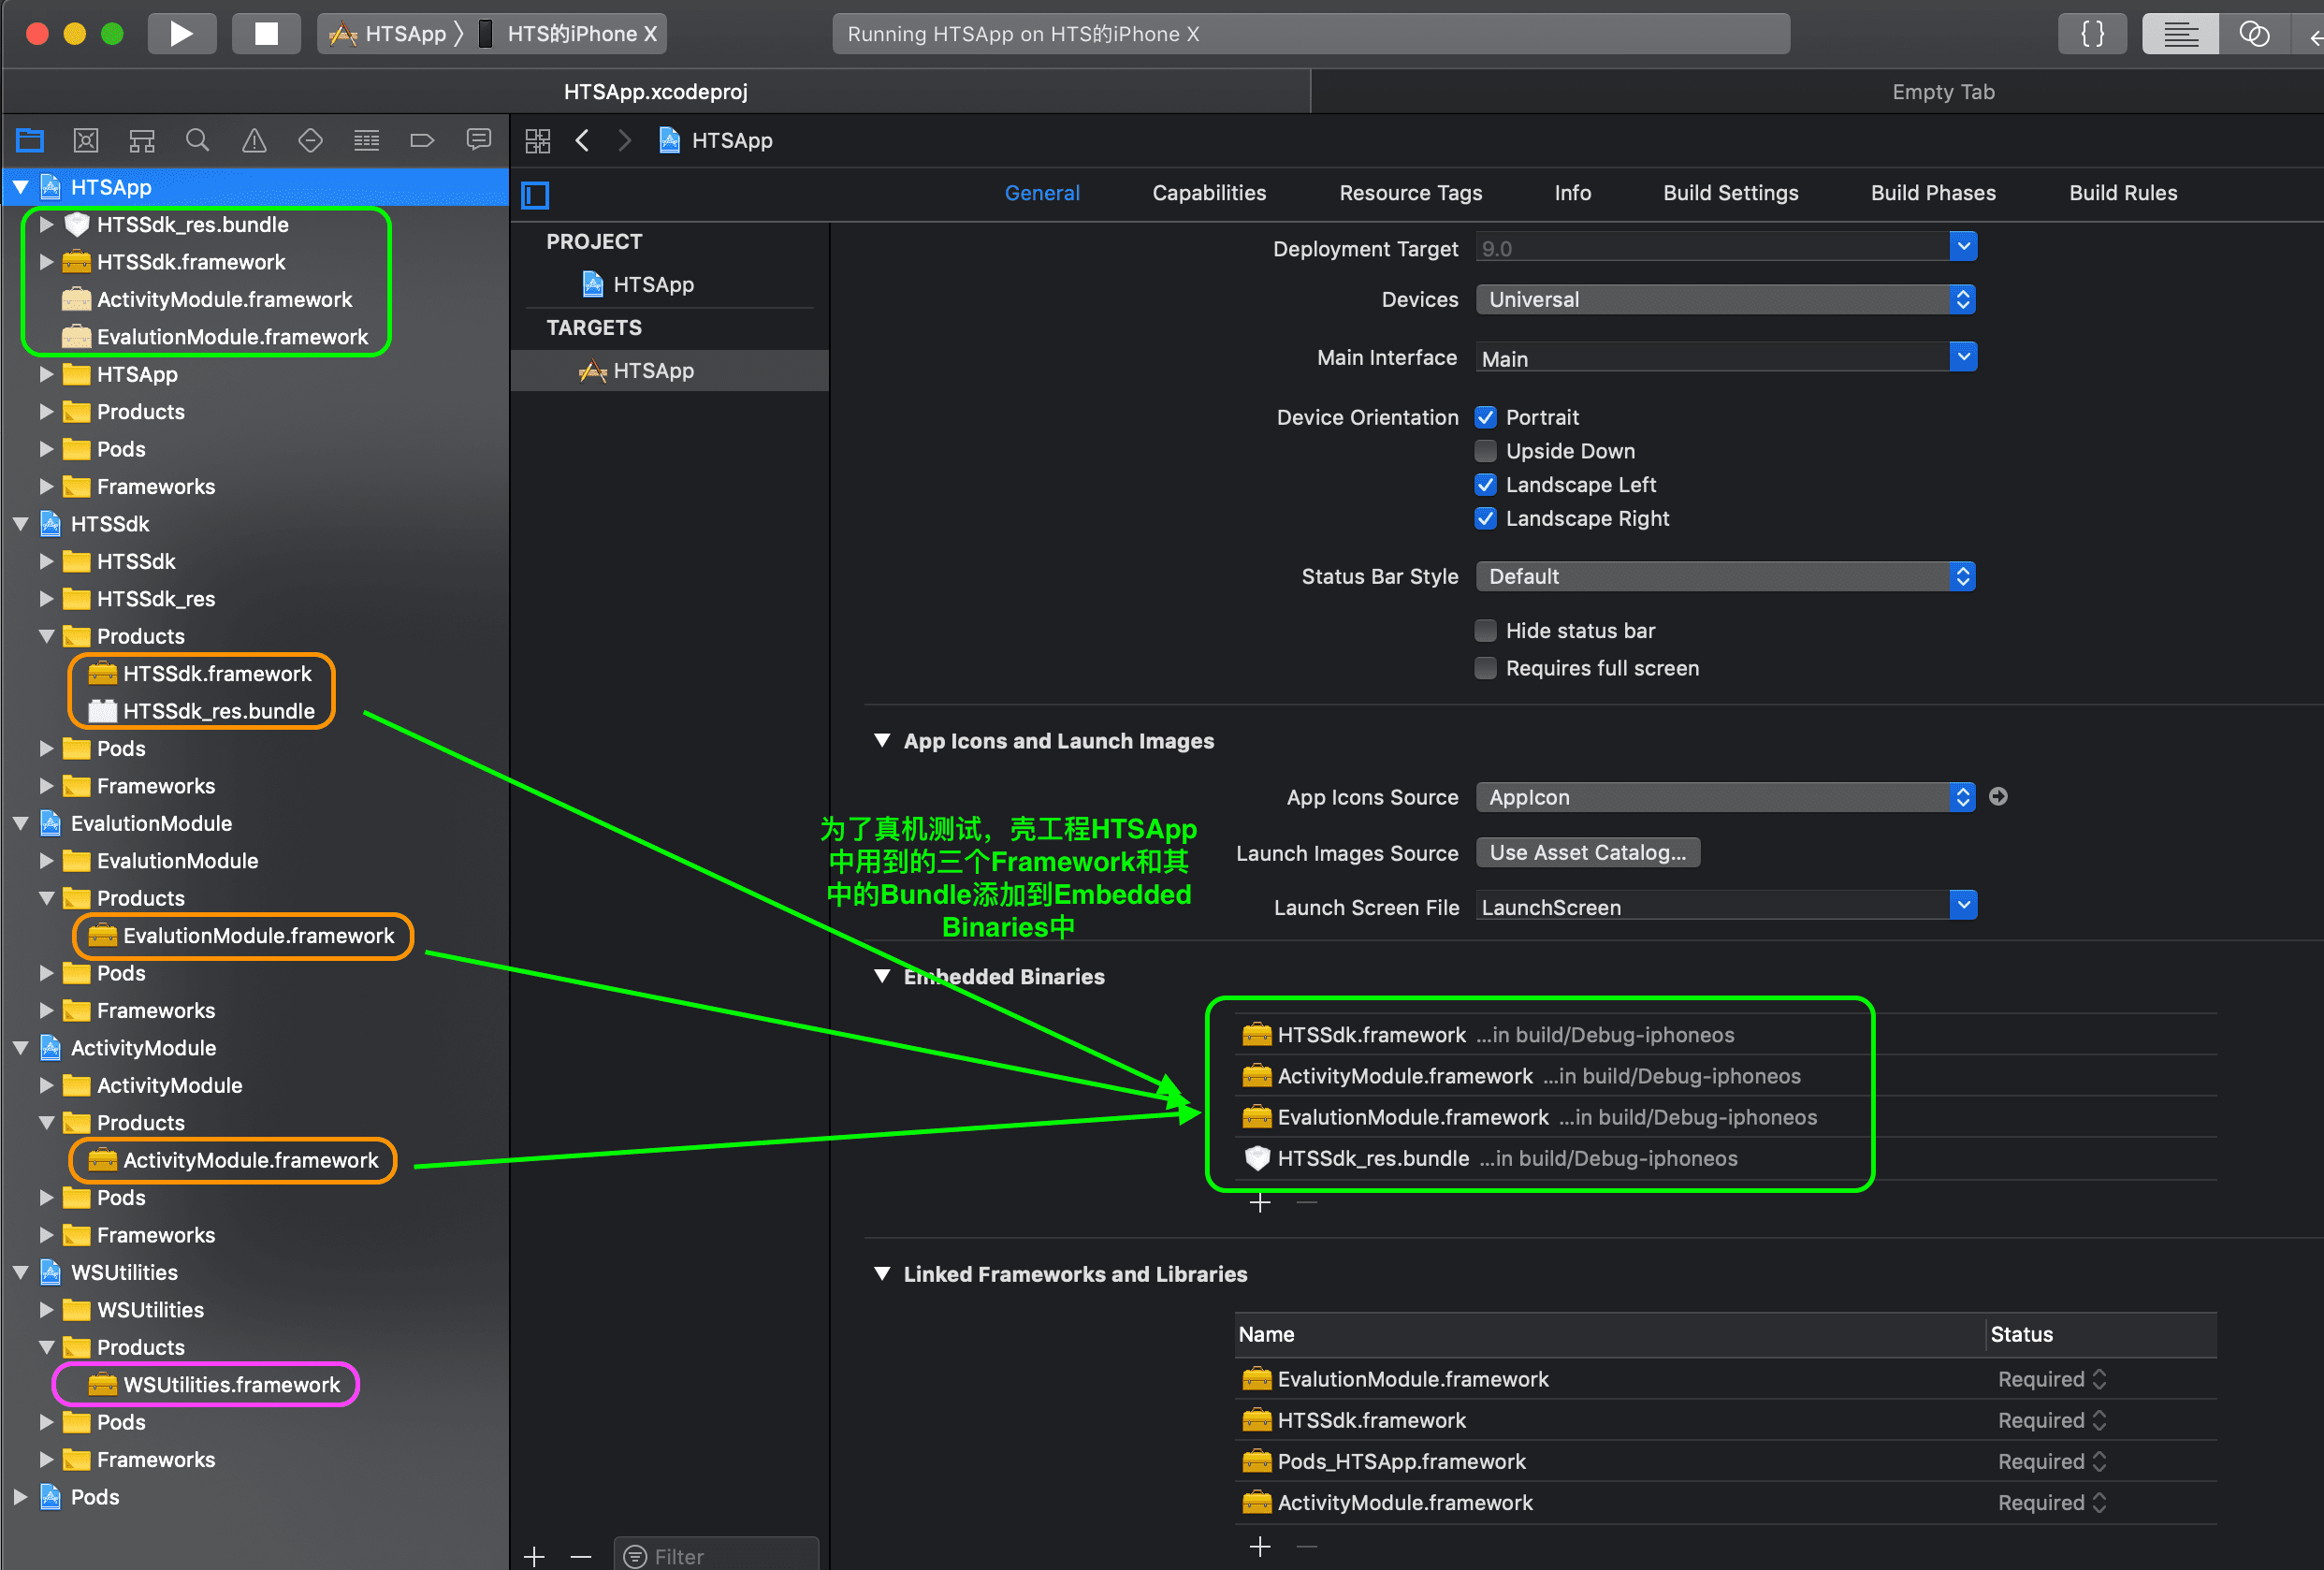 HTSApp
HTS的iPhone X
Running HTSApp on HTS的iPhone X
HTSApp.xcodeproj
Empty Tab
HTSApp
HTSApp
HTSSdk_res.bundle
HTSSdk.framework
ActivityModule.framework
EvalutionModule.framework
HTSApp
Products
Pods
Frameworks
HTSSdk
HTSSdk
HTSSdk_res
Products
HTSSdk.framework
HTSSdk_res.bundle
Pods
Frameworks
EvalutionModule
EvalutionModule
Products
EvalutionModule.framework
Pods
Frameworks
ActivityModule
ActivityModule
Products
ActivityModule.framework
Pods
Frameworks
WSUtilities
WSUtilities
Products
WSUtilities.framework
Pods
Frameworks
Pods
General
Capabilities
Resource Tags
Info
Build Settings
Build Phases
Build Rules
PROJECT
HTSApp
TARGETS
HTSApp
Filter
Deployment Target
9.0
Devices
Universal
Main Interface
Main
Device Orientation
Portrait
Upside Down
Landscape Left
Landscape Right
Status Bar Style
Default
Hide status bar
Requires full screen
App Icons and Launch Images
App Icons Source
AppIcon
Launch Images Source
Use Asset Catalog...
Launch Screen File
LaunchScreen
为了真机测试，壳工程HTSApp
中用到的三个Framework和其
中的Bundle添加到Embedded
Binaries中
Embedded Binaries
HTSSdk.framework ...in build/Debug-iphoneos
ActivityModule.framework ...in build/Debug-iphoneos
EvalutionModule.framework ...in build/Debug-iphoneos
HTSSdk_res.bundle ...in build/Debug-iphoneos
Linked Frameworks and Libraries
Name Status
EvalutionModule.framework Required
HTSSdk.framework Required
Pods_HTSApp.framework Required
ActivityModule.framework Required